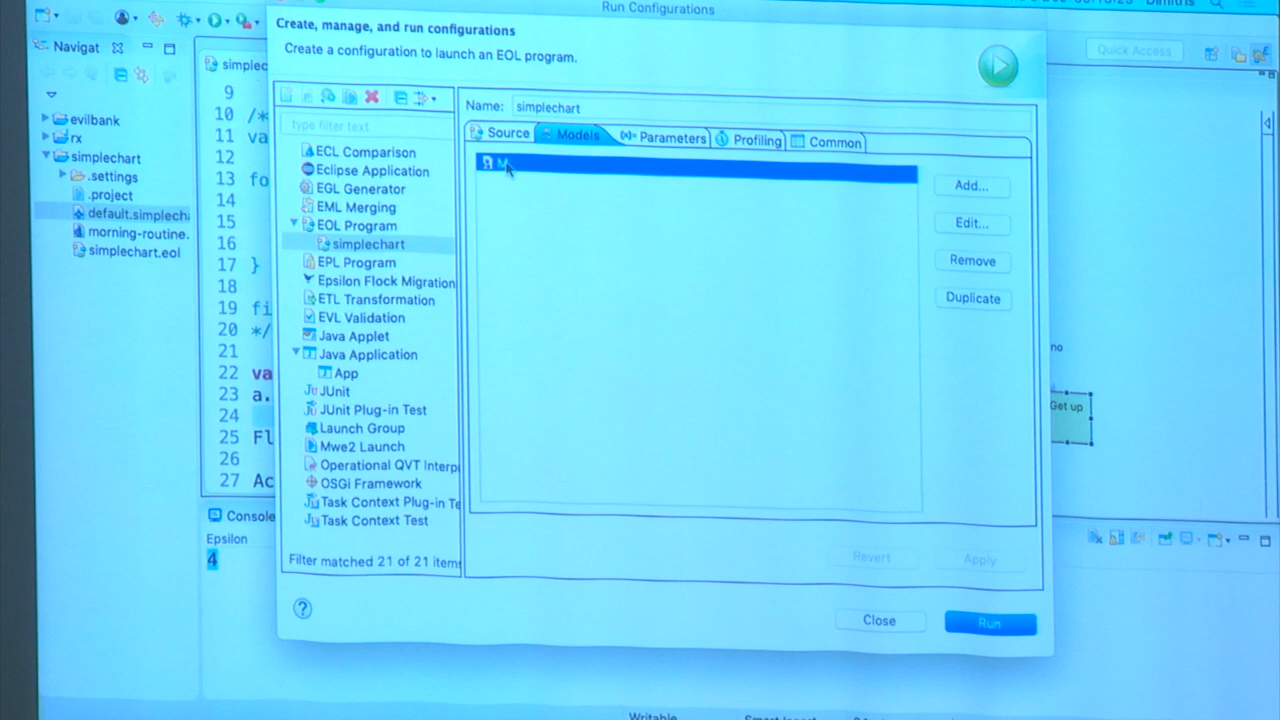 Run Configurations
Create, manage, and run configurations
Create a configuration to launch an EOL program.
Quick Access
Navigat
evilbank
rx
simplechart
.settings
.project
default.simplech
morning-routine.
simplechart.eol
simplec
9
10 /*
11 va
12
13 fo
14
15
16
17 }
18
19 fi
20 */
21
22 va
23 a.
24
25 Fl
26
27 Ac
Console
Epsilon
4
type filter text
ECL Comparison
Eclipse Application
EGL Generator
EML Merging
EOL Program
simplechart
EPL Program
Epsilon Flock Migration
ETL Transformation
EVL Validation
Java Applet
Java Application
App
JUnit
JUnit Plug-in Test
Launch Group
Mwe2 Launch
Operational QVT Interp
OSGi Framework
Task Context Plug-in Te
Task Context Test
Filter matched 21 of 21 items
Name: simplechart
Source Models Parameters Profiling Common
M
Add...
Edit...
Remove
Duplicate
Revert Apply
Close Run
no
Get up
Writable